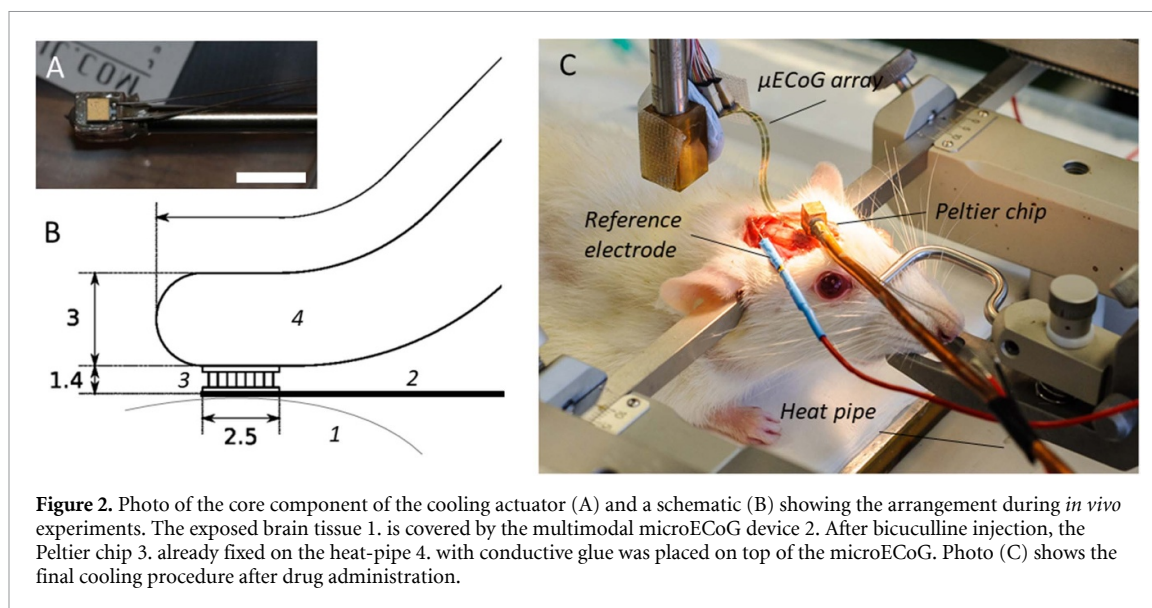 A
IC.COM
B
3
1.4
2.5
4
3
2
1
C
µECoG array
Reference
electrode
Peltier chip
Heat pipe
Figure 2. Photo of the core component of the cooling actuator (A) and a schematic (B) showing the arrangement during in vivo
experiments. The exposed brain tissue 1. is covered by the multimodal microECoG device 2. After bicuculline injection, the
Peltier chip 3. already fixed on the heat-pipe 4. with conductive glue was placed on top of the microECoG. Photo (C) shows the
final cooling procedure after drug administration.